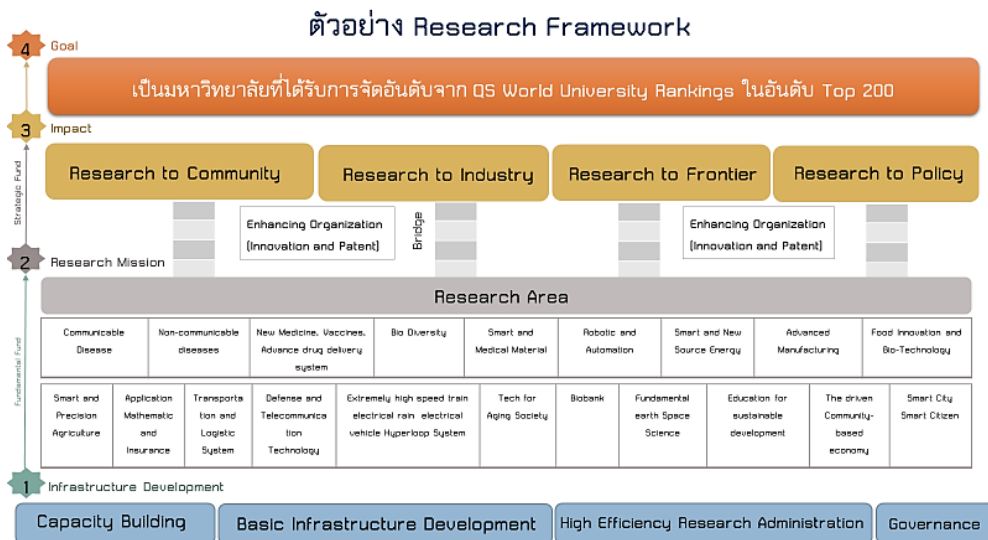 ตัวอย่าง Research Framework
4 Goal
เป็นมหาวิทยาลัยที่ได้รับการจัดอันดับจาก QS World University Rankings ในอันดับ Top 200
3 Impact
Research to Community
Research to Industry
Research to Frontier
Research to Policy
Strategic Fund
Enhancing Organization
(Innovation and Patent)
Bridge
Enhancing Organization
(Innovation and Patent)
2 Research Mission
Research Area
Fundamental Fund
Communicable
Disease
Non-communicable
diseases
New Medicine, Vaccines,
Advance drug delivery
system
Bio Diversity
Smart and
Medical Material
Robotic and
Automation
Smart and New
Source Energy
Advanced
Manufacturing
Food Innovation and
Bio-Technology
Smart and
Precision
Agriculture
Application
Mathematic
and
Insurance
Transporta
tion and
Logistic
System
Defense and
Telecommunica
tion
Technology
Extremely high speed train
electrical rain electrical
vehicle Hyperloop System
Tech for
Aging Society
Biobank
Fundamental
earth Space
Science
Education for
sustainable
development
The driven
Community-
based
economy
Smart City
Smart Citizen
1 Infrastructure Development
Capacity Building
Basic Infrastructure Development
High Efficiency Research Administration
Governance